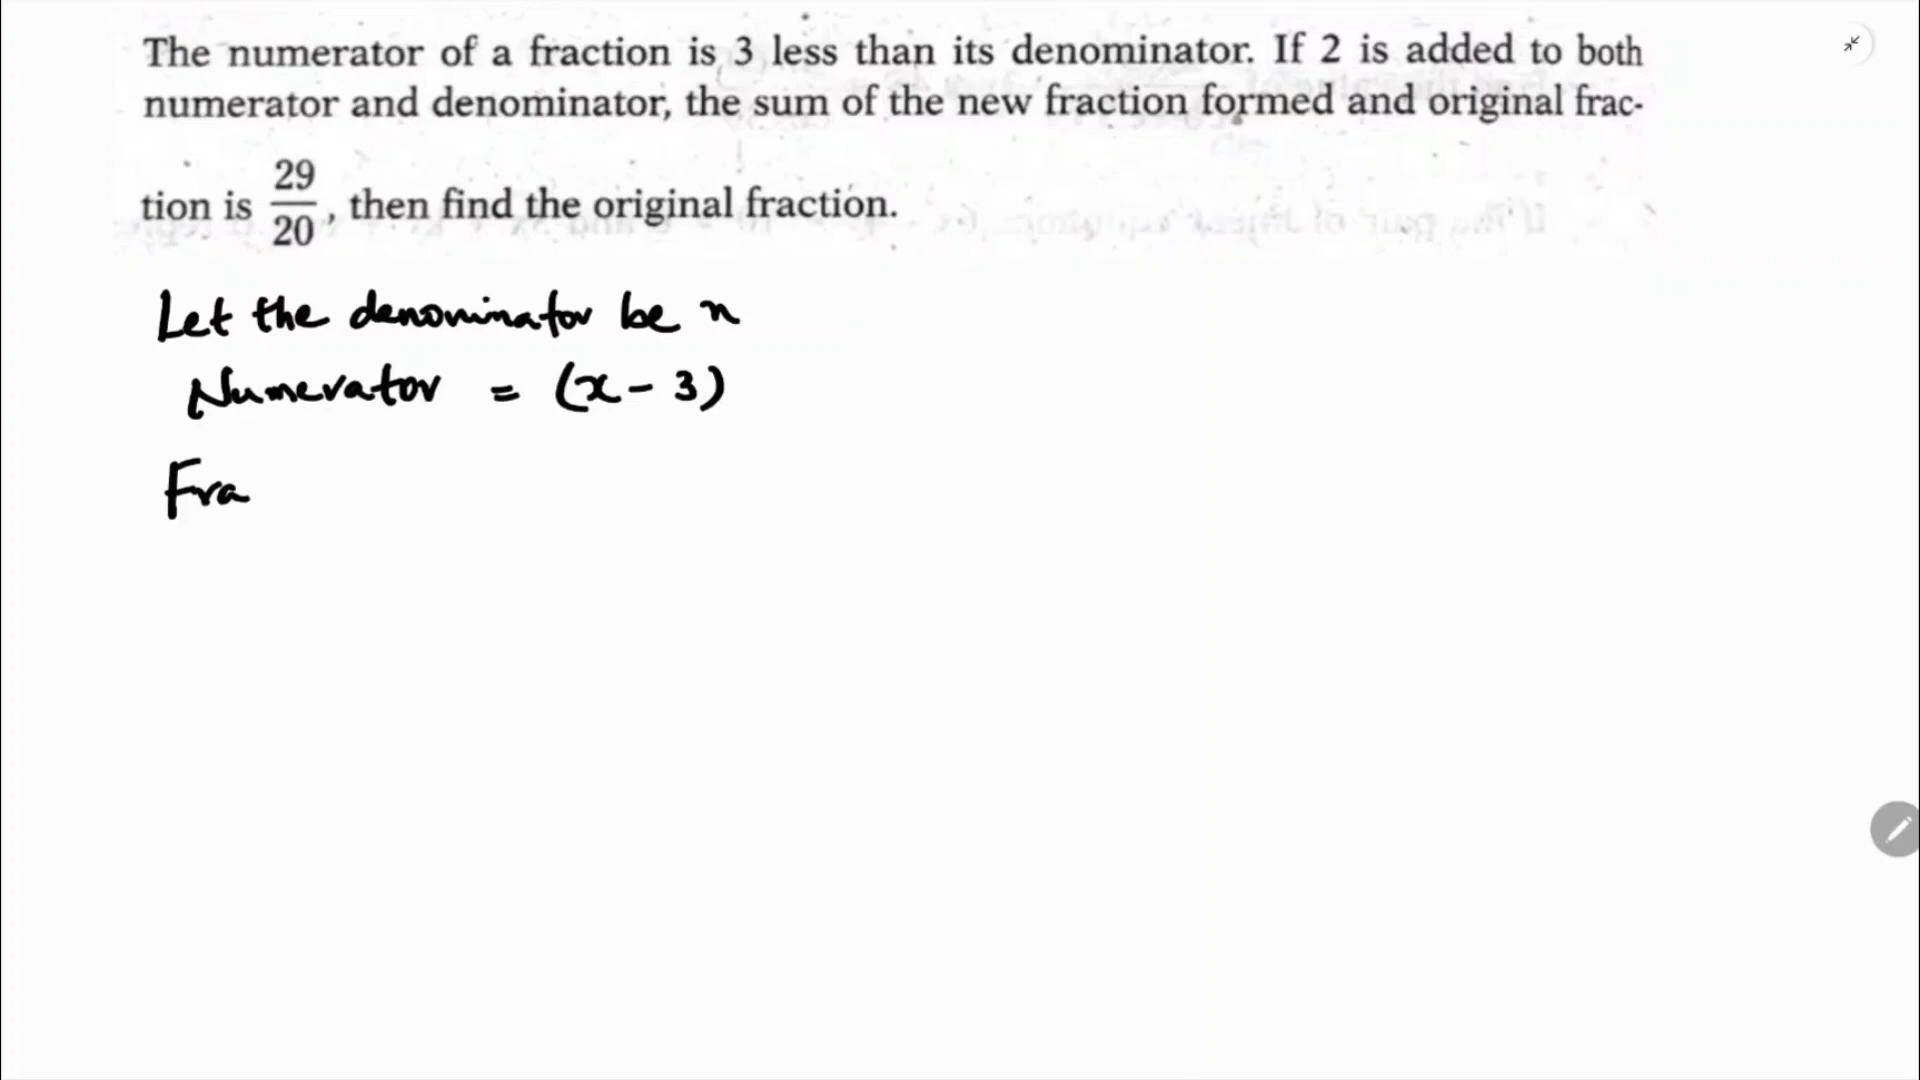 The numerator of a fraction is 3 less than its denominator. If 2 is added to both
numerator and denominator, the sum of the new fraction formed and original frac-
tion is 29/20, then find the original fraction.
Let the denominator be x
Numerator = (x - 3)
Fra